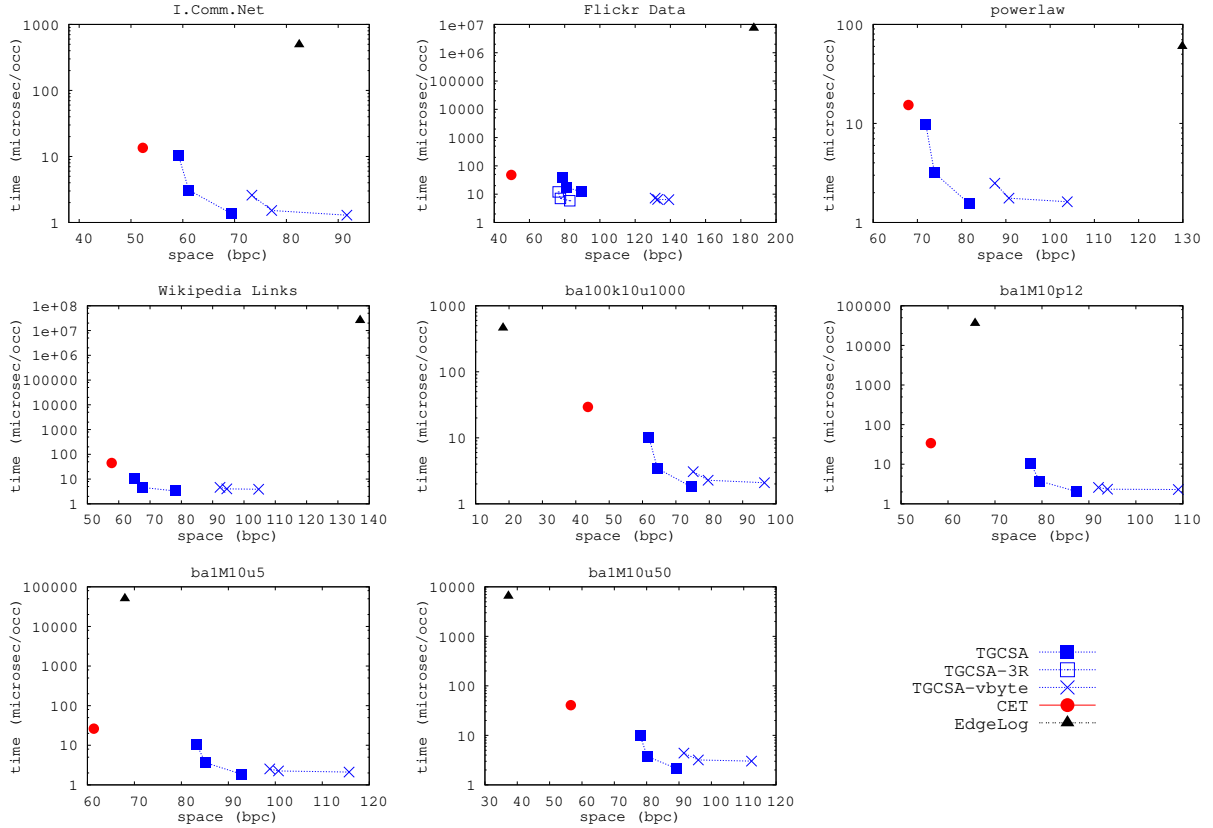 I.Comm.Net
time (microsec/occ)
1000
100
10
1
40 50 60 70 80 90
space (bpc)
Flickr Data
time (microsec/occ)
1e+07
1e+06
100000
10000
1000
100
10
1
40 60 80 100 120 140 160 180 200
space (bpc)
powerlaw
time (microsec/occ)
100
10
1
60 70 80 90 100 110 120 130
space (bpc)
Wikipedia Links
time (microsec/occ)
1e+08
1e+07
1e+06
100000
10000
1000
100
10
1
50 60 70 80 90 100 110 120 130 140
space (bpc)
ba100k10u1000
time (microsec/occ)
1000
100
10
1
10 20 30 40 50 60 70 80 90 100
space (bpc)
ba1M10p12
time (microsec/occ)
100000
10000
1000
100
10
1
50 60 70 80 90 100 110
space (bpc)
ba1M10u5
time (microsec/occ)
100000
10000
1000
100
10
1
60 70 80 90 100 110 120
space (bpc)
ba1M10u50
time (microsec/occ)
10000
1000
100
10
1
30 40 50 60 70 80 90 100 110 120
space (bpc)
TGCSA
TGCSA-3R
TGCSA-vbyte
CET
EdgeLog